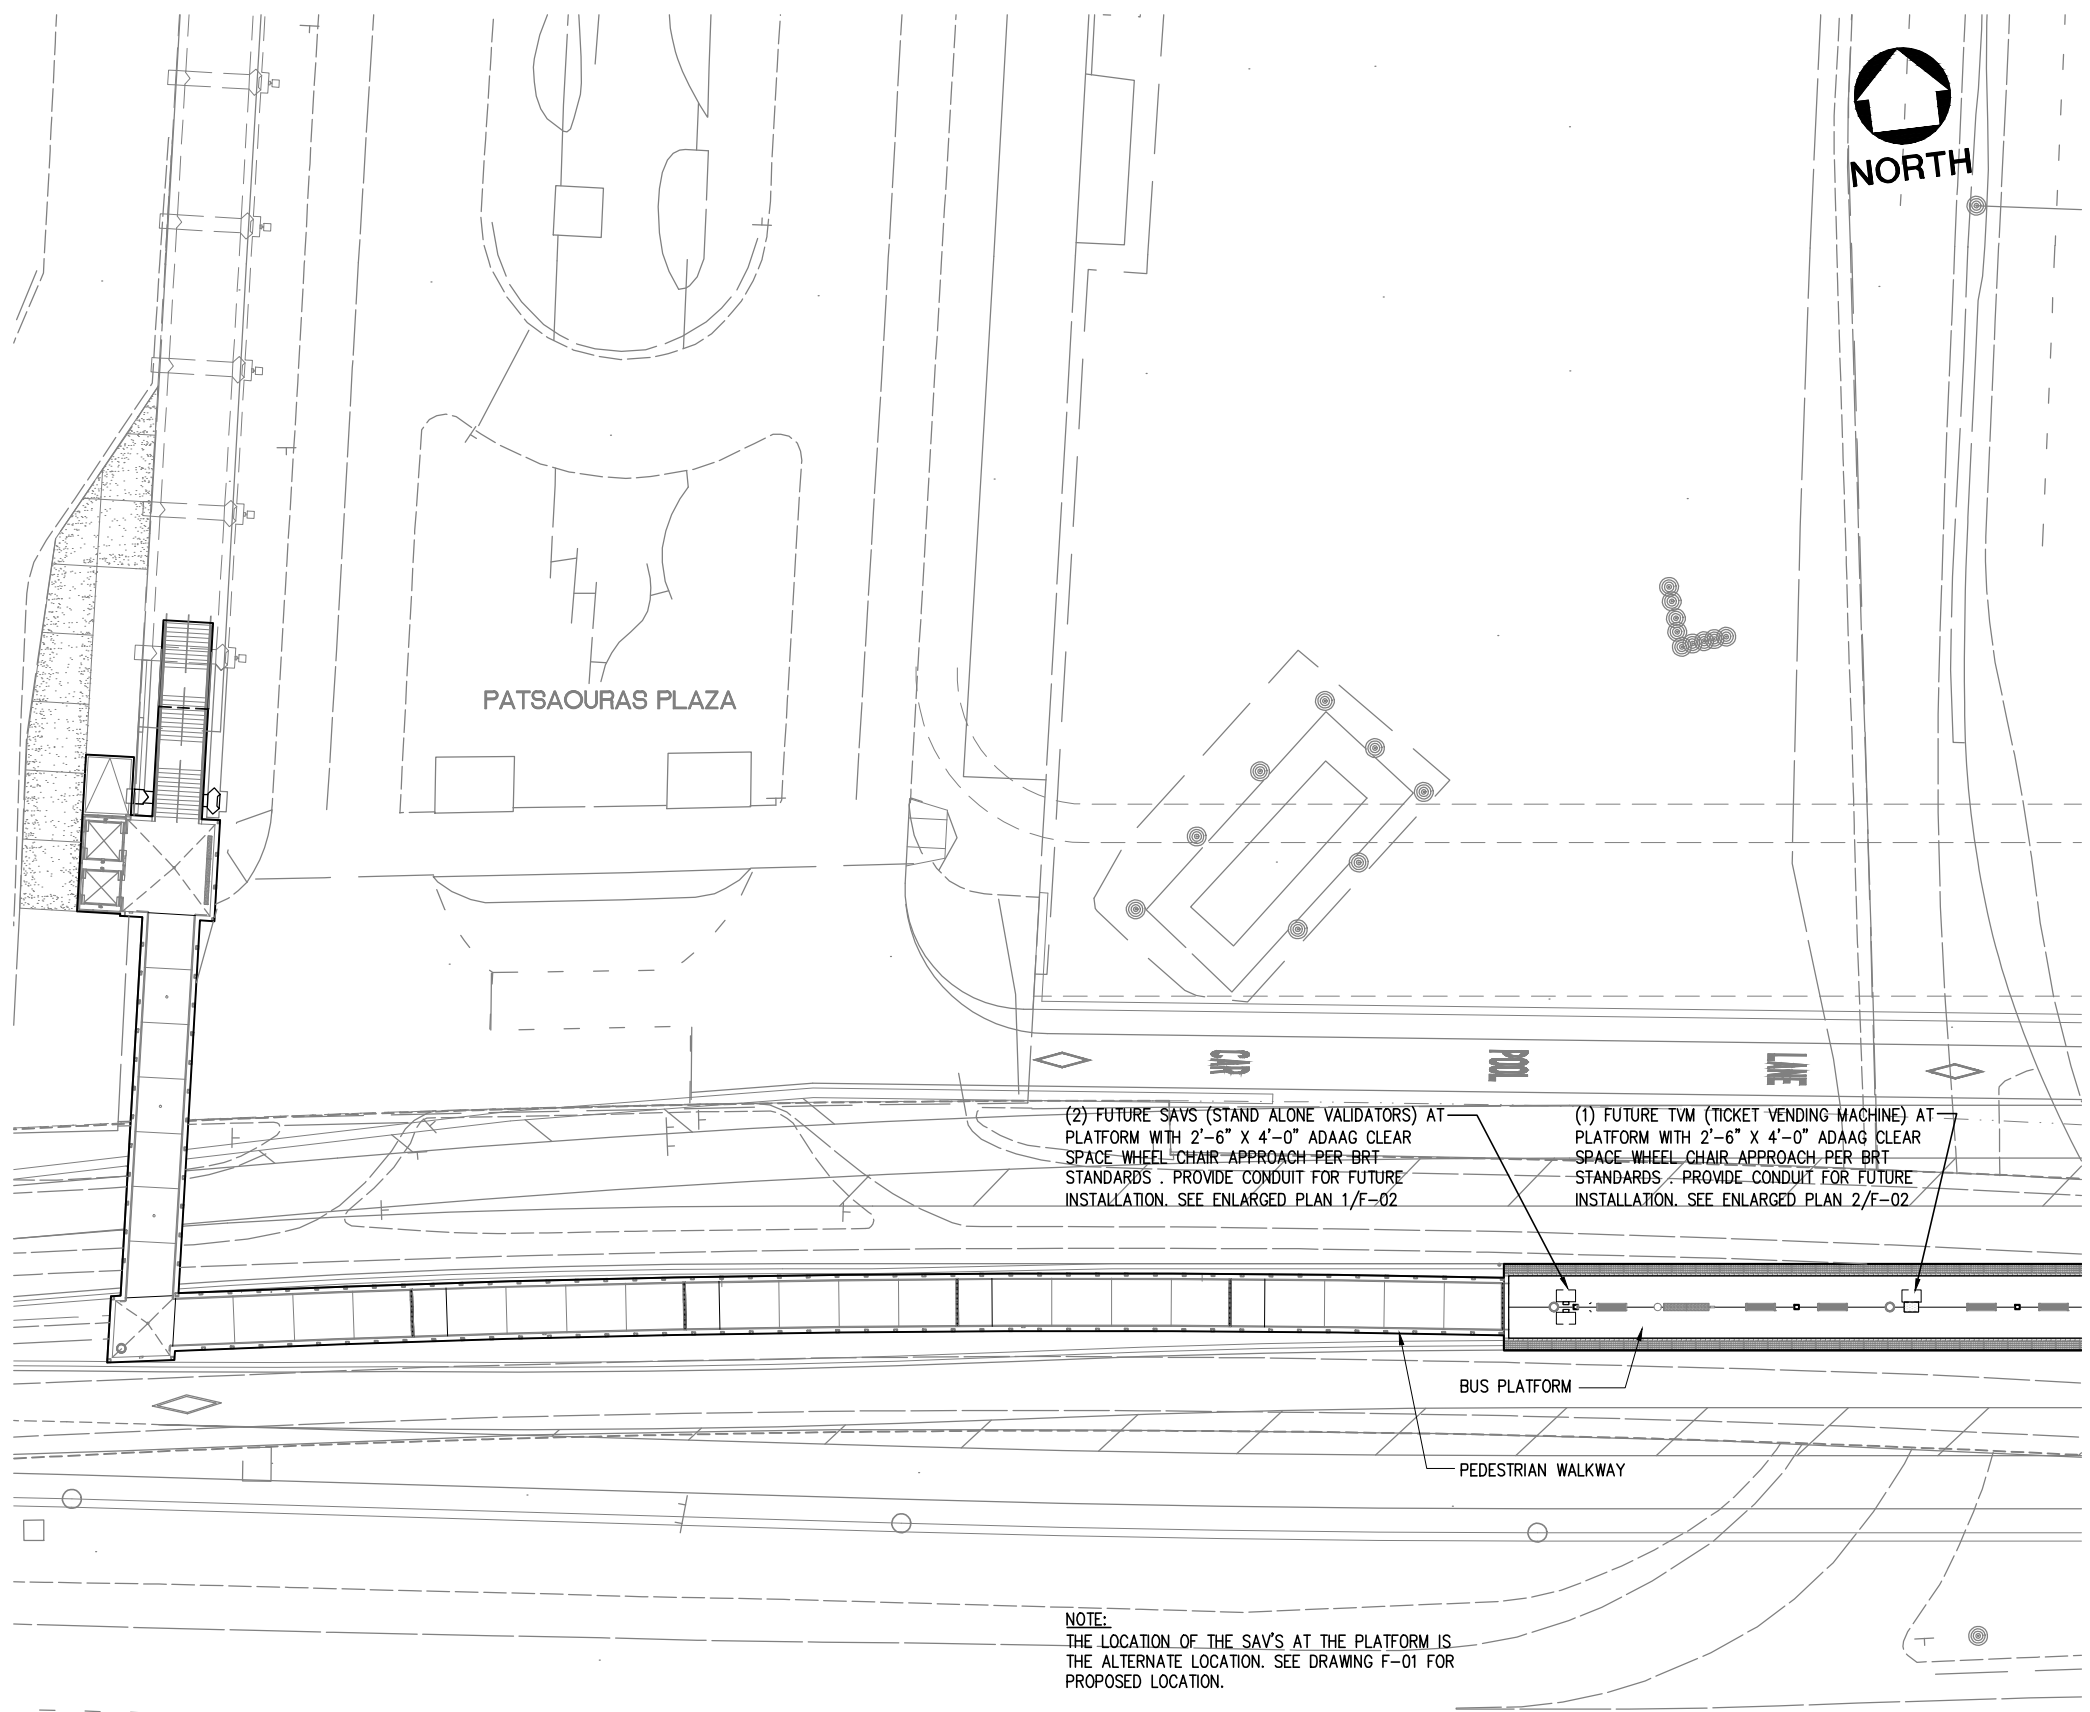 NORTH
PATSAOURAS PLAZA
CAR
POOL
LANE
(2) FUTURE SAVS (STAND ALONE VALIDATORS) AT
PLATFORM WITH 2'-6" X 4'-0" ADAAG CLEAR
SPACE WHEEL CHAIR APPROACH PER BRT
STANDARDS . PROVIDE CONDUIT FOR FUTURE
INSTALLATION. SEE ENLARGED PLAN 1/F-02
(1) FUTURE TVM (TICKET VENDING MACHINE) AT
PLATFORM WITH 2'-6" X 4'-0" ADAAG CLEAR
SPACE WHEEL CHAIR APPROACH PER BRT
STANDARDS . PROVIDE CONDUIT FOR FUTURE
INSTALLATION. SEE ENLARGED PLAN 2/F-02
BUS PLATFORM
PEDESTRIAN WALKWAY
NOTE:
THE LOCATION OF THE SAV'S AT THE PLATFORM IS
THE ALTERNATE LOCATION. SEE DRAWING F-01 FOR
PROPOSED LOCATION.